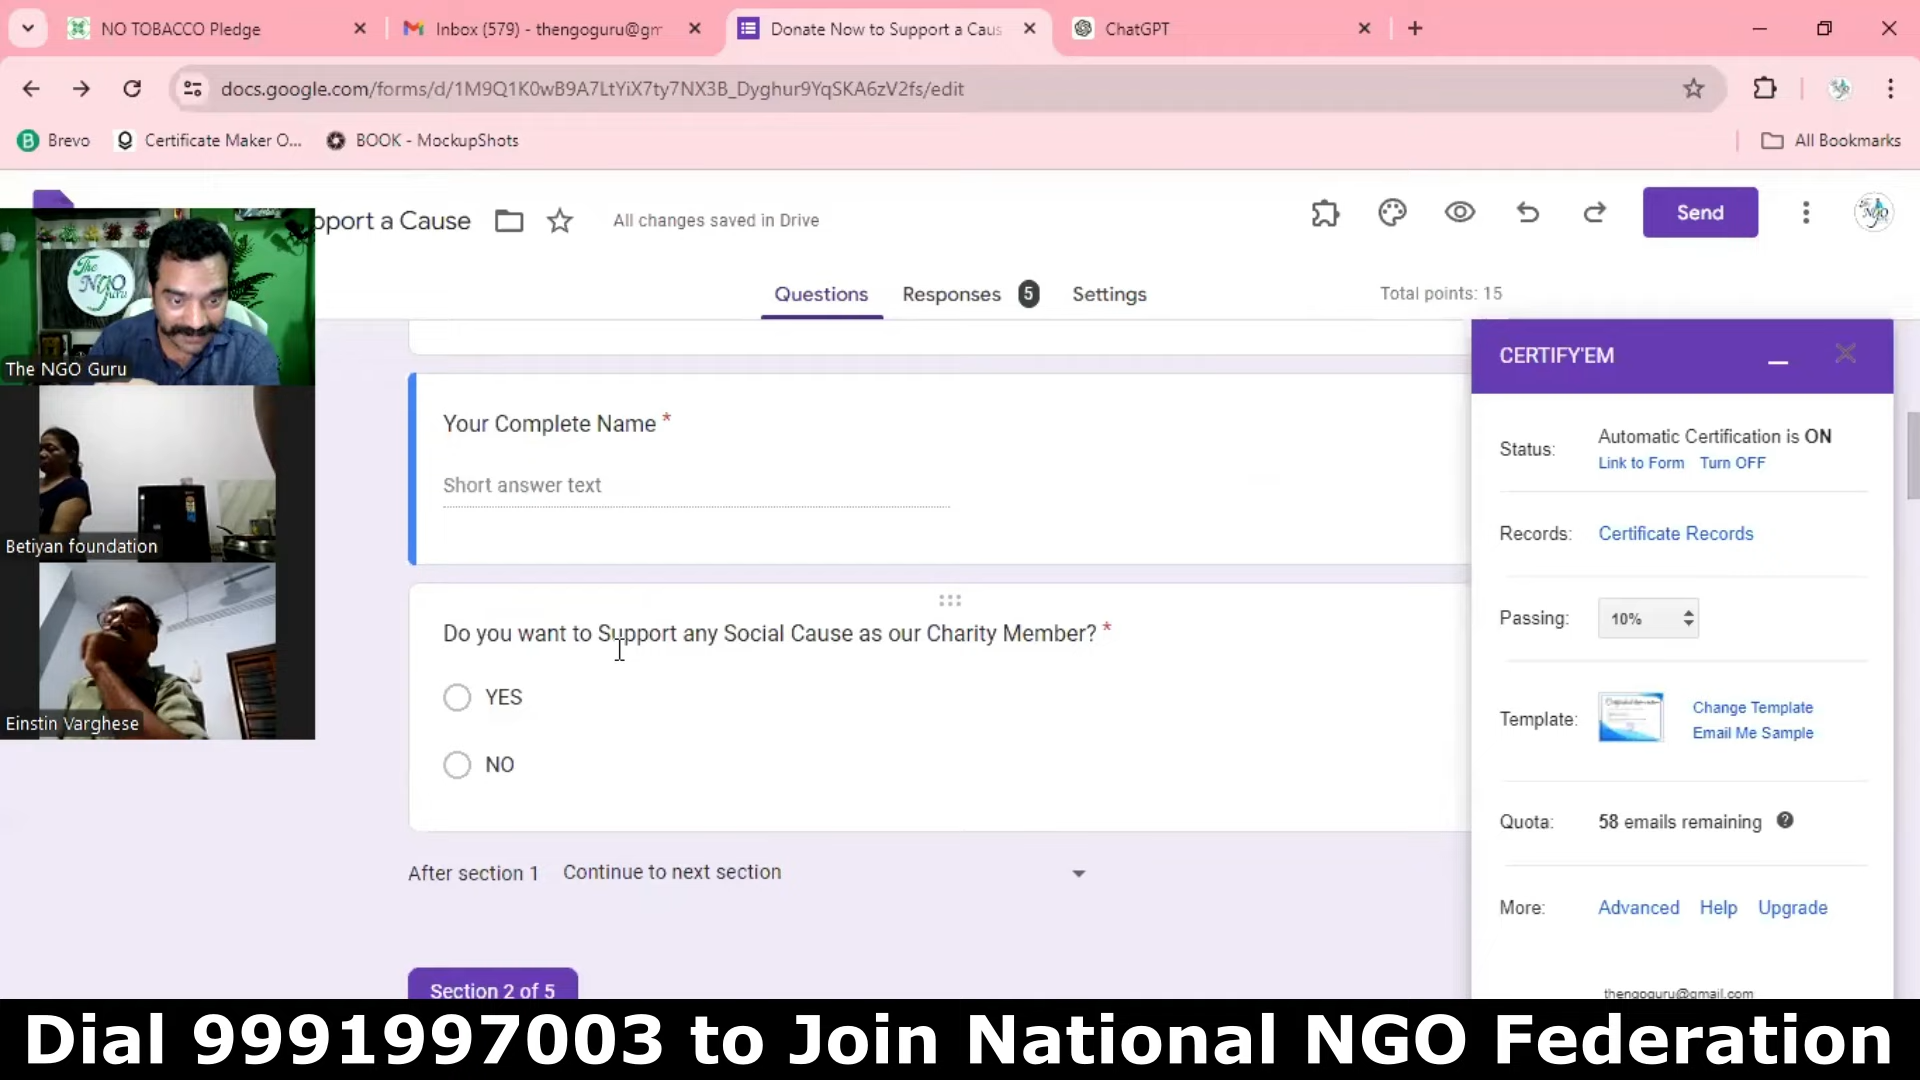 NO TOBACCO Pledge
Inbox (579) - thengoguru@gm
Donate Now to Support a Caus
ChatGPT
docs.google.com/forms/d/1M9Q1K0wB9A7LtYiX7ty7NX3B_Dyghur9YqSKA6zV2fs/edit
Brevo
Certificate Maker O...
BOOK - MockupShots
All Bookmarks
pport a Cause
All changes saved in Drive
Send
Questions
Responses 5
Settings
Total points: 15
The NGO Guru
The NGO Guru
Betiyan foundation
Einstin Varghese
Your Complete Name *
Short answer text
Do you want to Support any Social Cause as our Charity Member? *
YES
NO
After section 1 Continue to next section
Section 2 of 5
CERTIFY'EM
Status: Automatic Certification is ON
Link to Form Turn OFF
Records: Certificate Records
Passing: 10%
Template: Change Template
Email Me Sample
Quota: 58 emails remaining
More: Advanced Help Upgrade
thengoguru@gmail.com
Dial 9991997003 to Join National NGO Federation